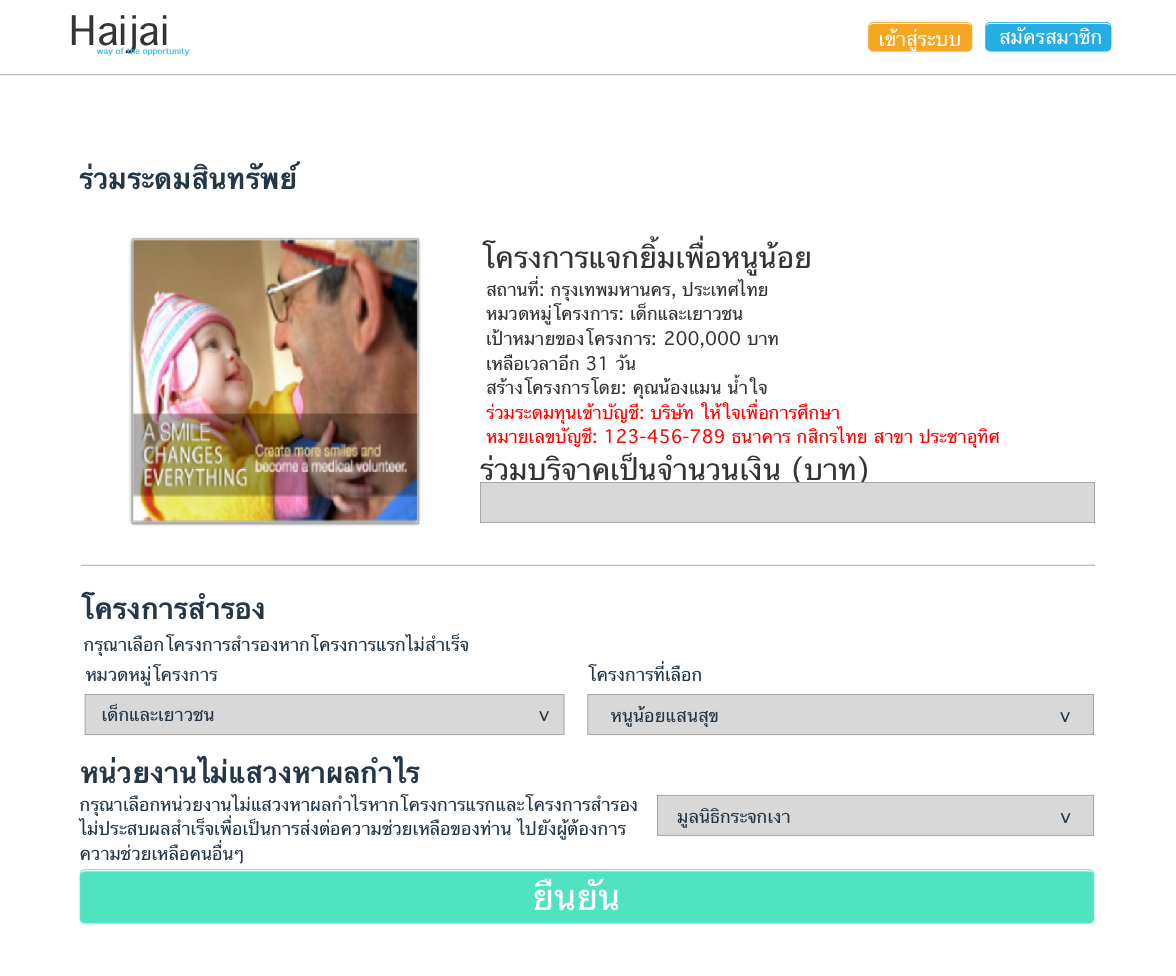 Haijai
way of the opportunity
เข้าสู่ระบบ
สมัครสมาชิก
ร่วมระดมสินทรัพย์
A SMILE
CHANGES
EVERYTHING
Create more smiles and
become a medical volunteer.
โครงการแจกยิ้มเพื่อหนูน้อย
สถานที่: กรุงเทพมหานคร, ประเทศไทย
หมวดหมู่โครงการ: เด็กและเยาวชน
เป้าหมายของโครงการ: 200,000 บาท
เหลือเวลาอีก 31 วัน
สร้างโครงการโดย: คุณน้องแมน น้ำใจ
ร่วมระดมทุนเข้าบัญชี: บริษัท ให้ใจเพื่อการศึกษา
หมายเลขบัญชี: 123-456-789 ธนาคาร กสิกรไทย สาขา ประชาอุทิศ
ร่วมบริจาคเป็นจำนวนเงิน (บาท)
โครงการสำรอง
กรุณาเลือกโครงการสำรองหากโครงการแรกไม่สำเร็จ
หมวดหมู่โครงการ
โครงการที่เลือก
เด็กและเยาวชน v
หนูน้อยแสนสุข v
หน่วยงานไม่แสวงหาผลกำไร
กรุณาเลือกหน่วยงานไม่แสวงหาผลกำไรหากโครงการแรกและโครงการสำรอง
ไม่ประสบผลสำเร็จเพื่อเป็นการส่งต่อความช่วยเหลือของท่าน ไปยังผู้ต้องการ
ความช่วยเหลือคนอื่นๆ
มูลนิธิกระจกเงา v
ยืนยัน